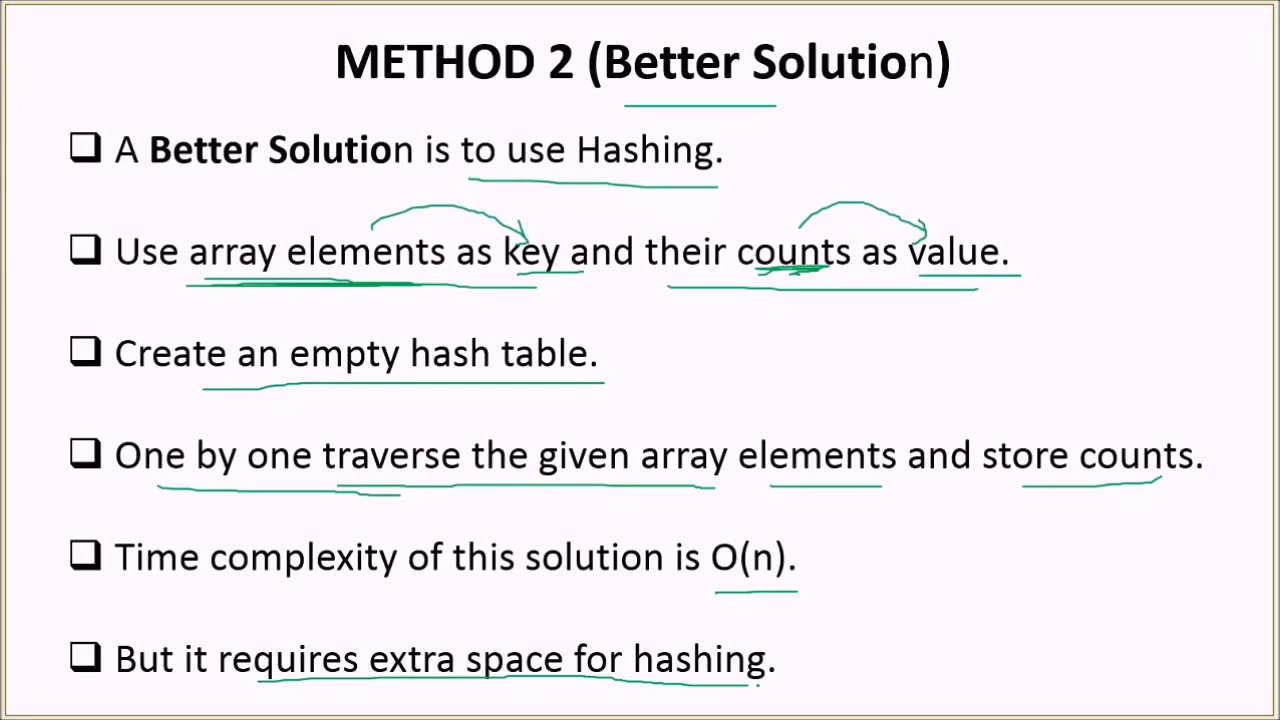 METHOD 2 (Better Solution)
❑ A Better Solution is to use Hashing.
❑ Use array elements as key and their counts as value.
❑ Create an empty hash table.
❑ One by one traverse the given array elements and store counts.
❑ Time complexity of this solution is O(n).
❑ But it requires extra space for hashing.